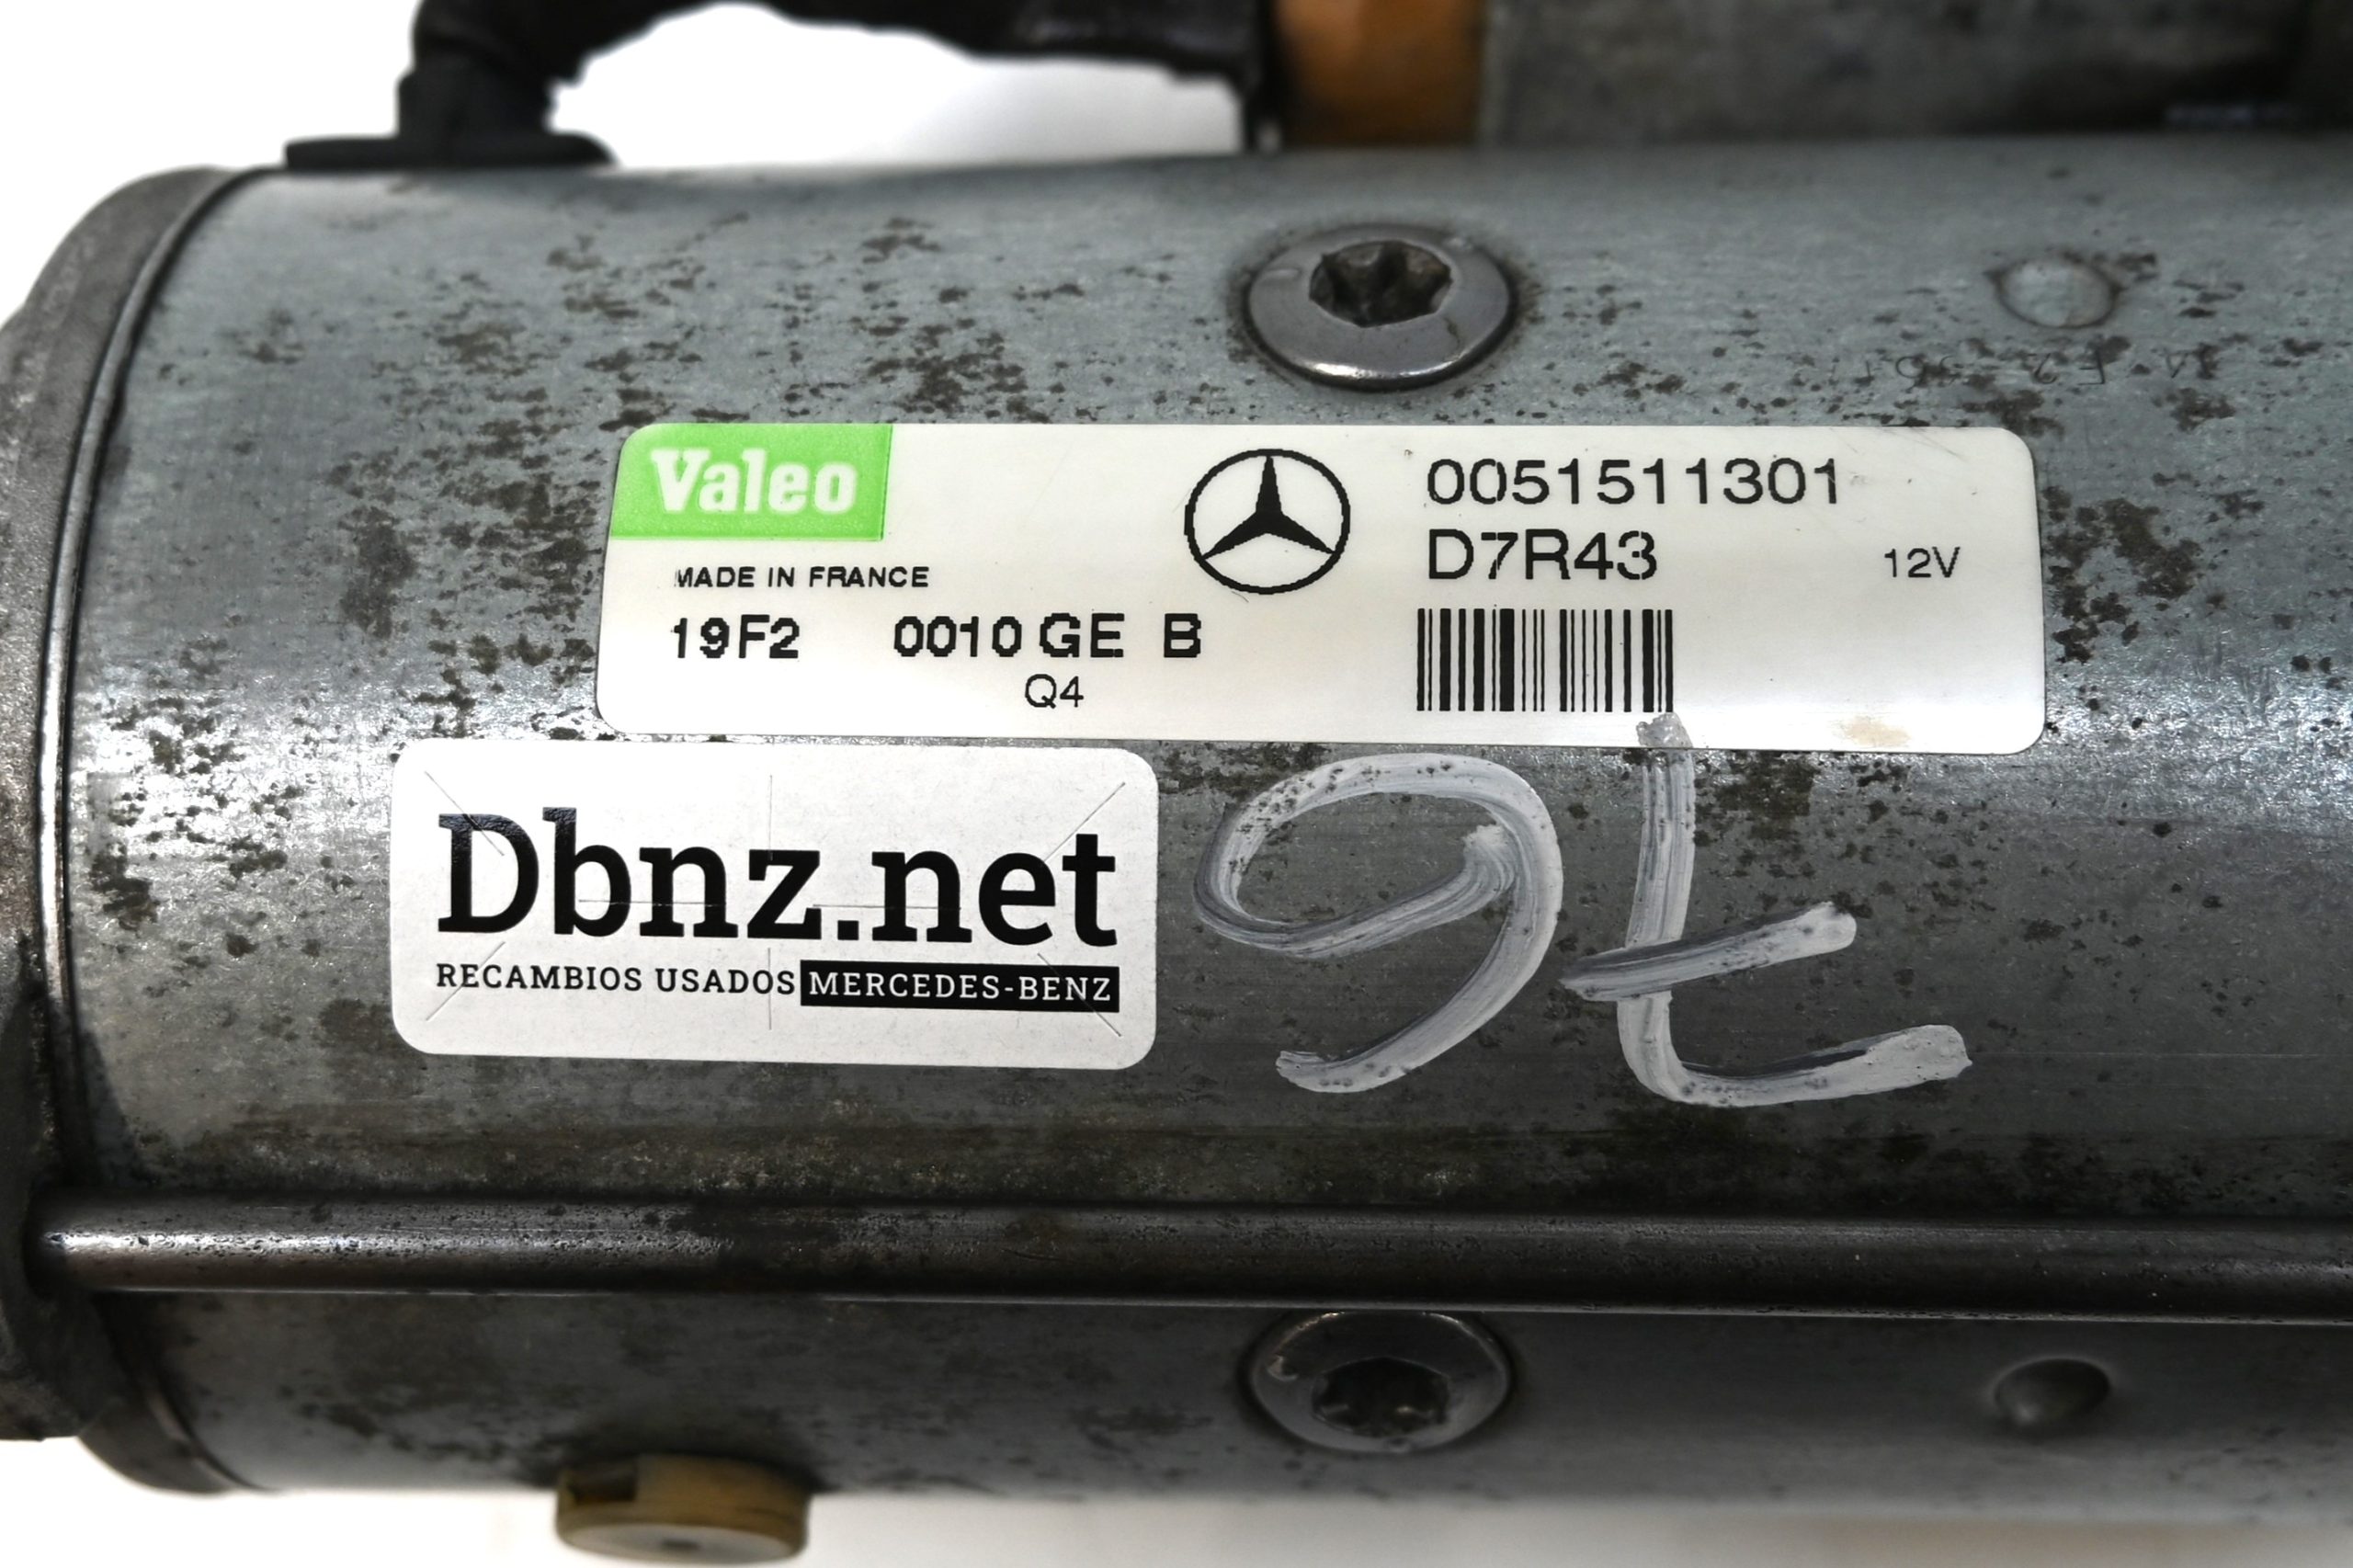 Valeo
0051511301
D7R43
12V
MADE IN FRANCE
19F2 0010 GE B
Q4
Dbnz.net
RECAMBIOS USADOS MERCEDES-BENZ